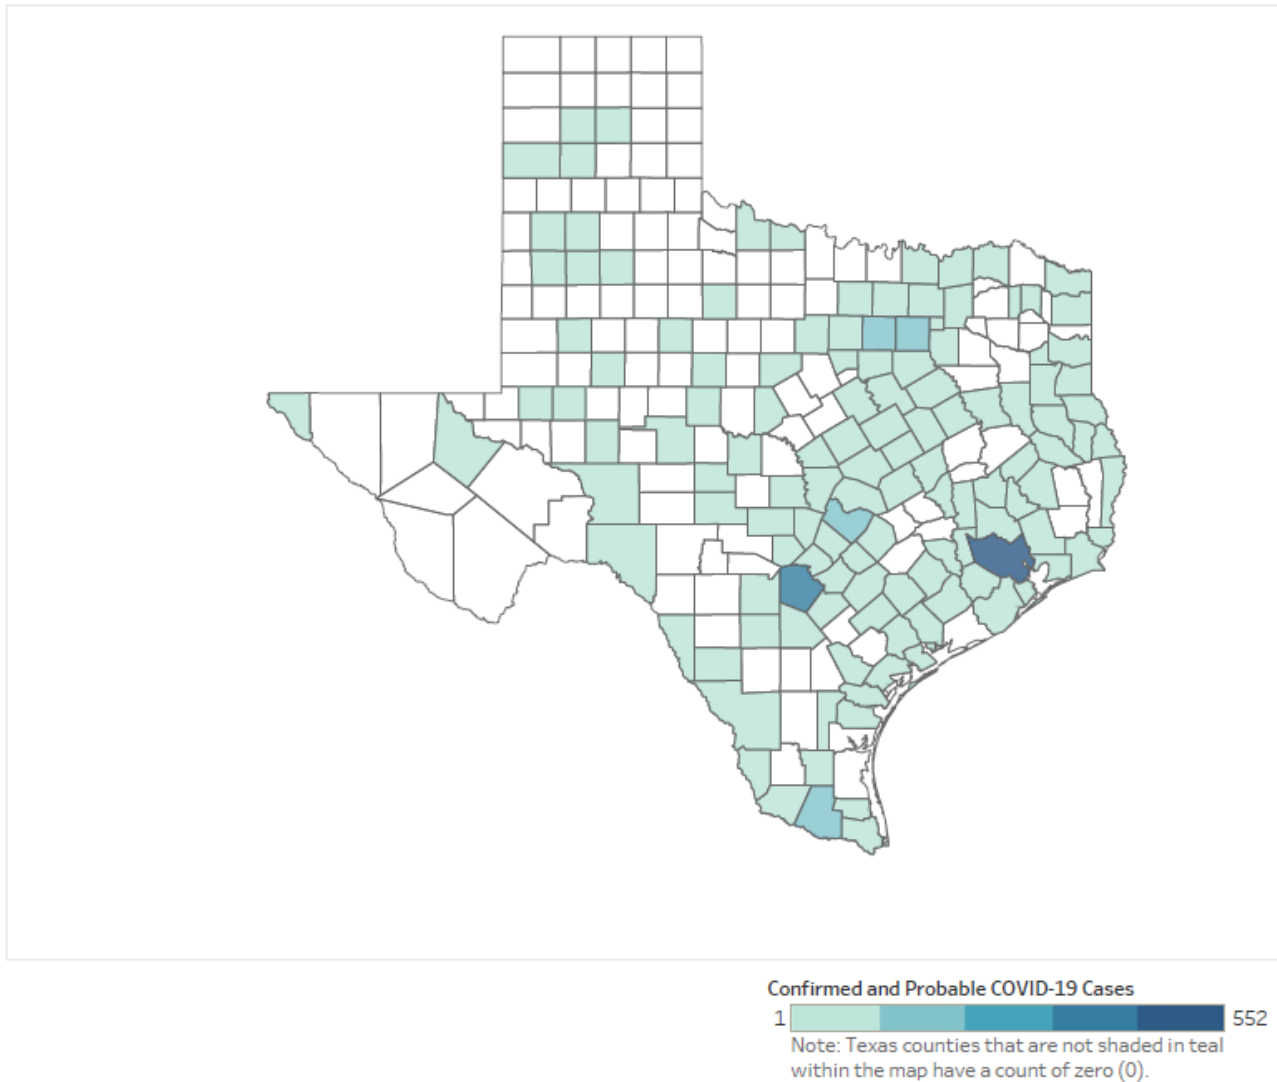 Confirmed and Probable COVID-19 Cases
1 552
Note: Texas counties that are not shaded in teal
within the map have a count of zero (0).